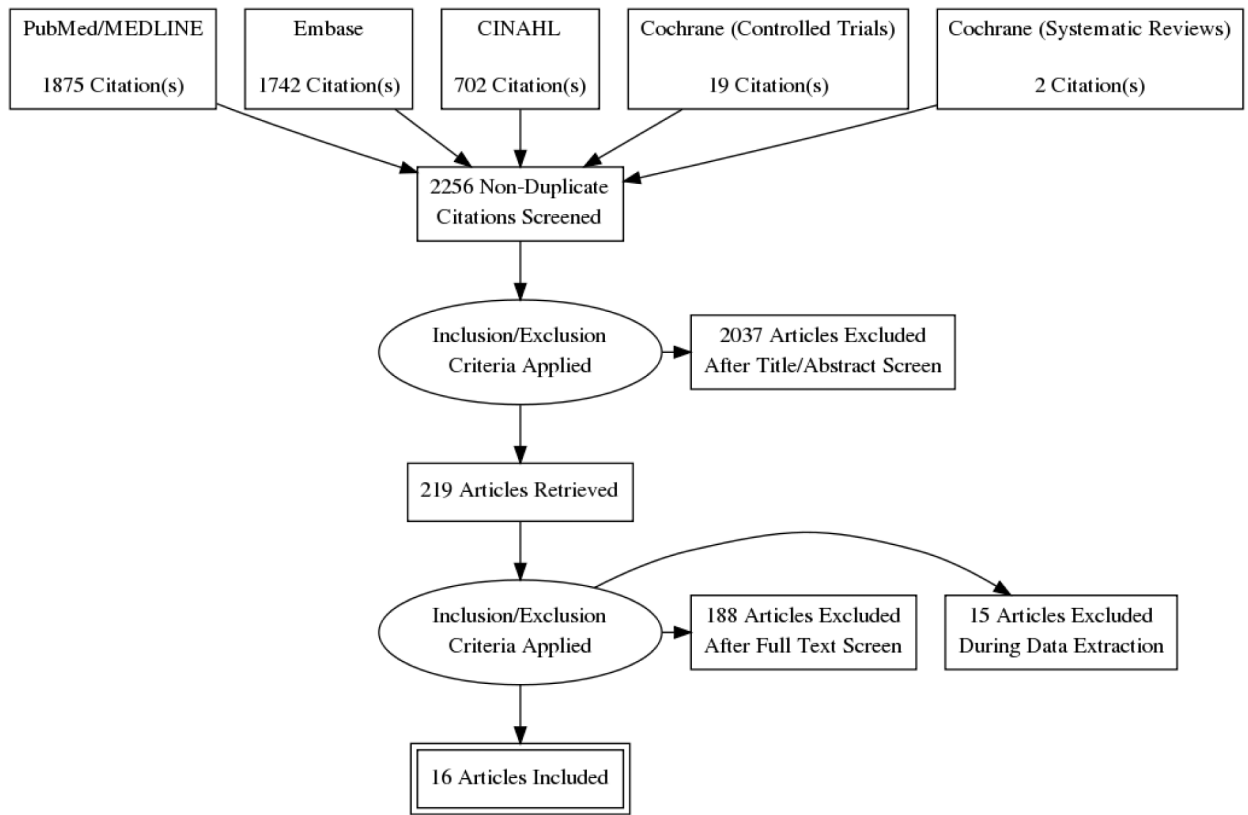 PubMed/MEDLINE
1875 Citation(s)
Embase
1742 Citation(s)
CINAHL
702 Citation(s)
Cochrane (Controlled Trials)
19 Citation(s)
Cochrane (Systematic Reviews)
2 Citation(s)
2256 Non-Duplicate
Citations Screened
Inclusion/Exclusion
Criteria Applied
2037 Articles Excluded
After Title/Abstract Screen
219 Articles Retrieved
Inclusion/Exclusion
Criteria Applied
188 Articles Excluded
After Full Text Screen
15 Articles Excluded
During Data Extraction
16 Articles Included